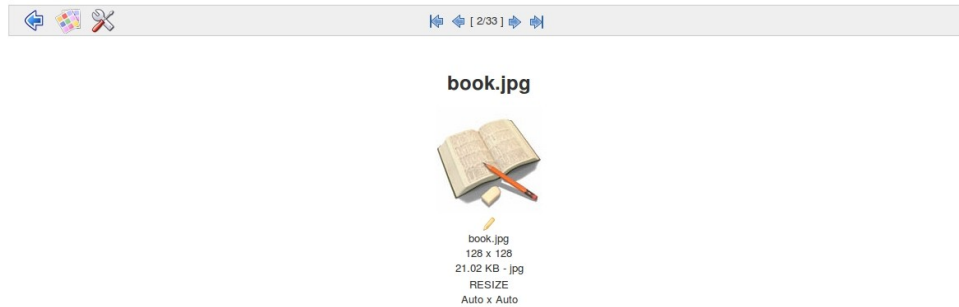 [ 2/33 ]
book.jpg
book.jpg
128 x 128
21.02 KB - jpg
RESIZE
Auto x Auto